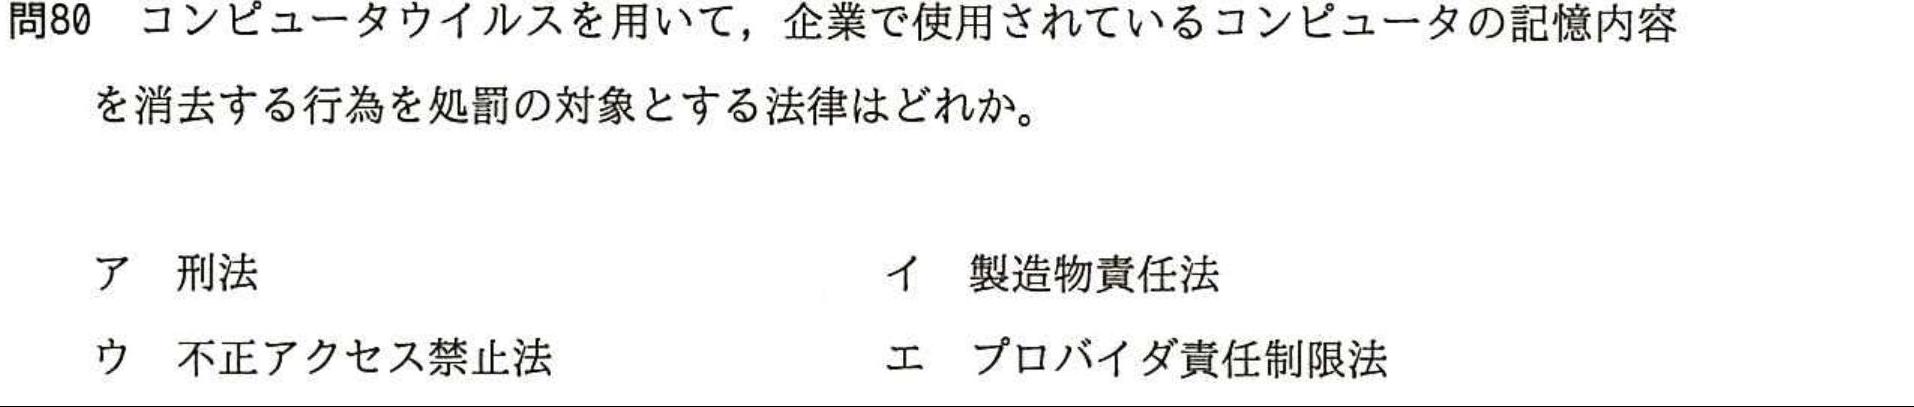 問80 コンピュータウイルスを用いて，企業で使用されているコンピュータの記憶内容
を消去する行為を処罰の対象とする法律はどれか。
ア 刑法 イ 製造物責任法
ウ 不正アクセス禁止法 エ プロバイダ責任制限法